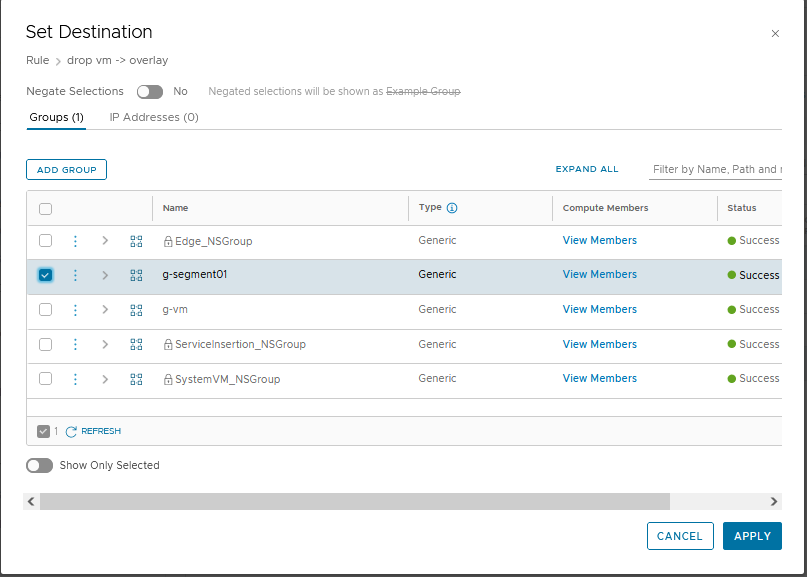 Set Destination
Rule > drop vm -> overlay
Negate Selections No Negated selections will be shown as Example Group
Groups (1) IP Addresses (0)
ADD GROUP EXPAND ALL Filter by Name, Path and
Name Type Compute Members Status
Edge_NSGroup Generic View Members Success
g-segment01 Generic View Members Success
g-vm Generic View Members Success
ServiceInsertion_NSGroup Generic View Members Success
SystemVM_NSGroup Generic View Members Success
1 REFRESH
Show Only Selected
CANCEL APPLY